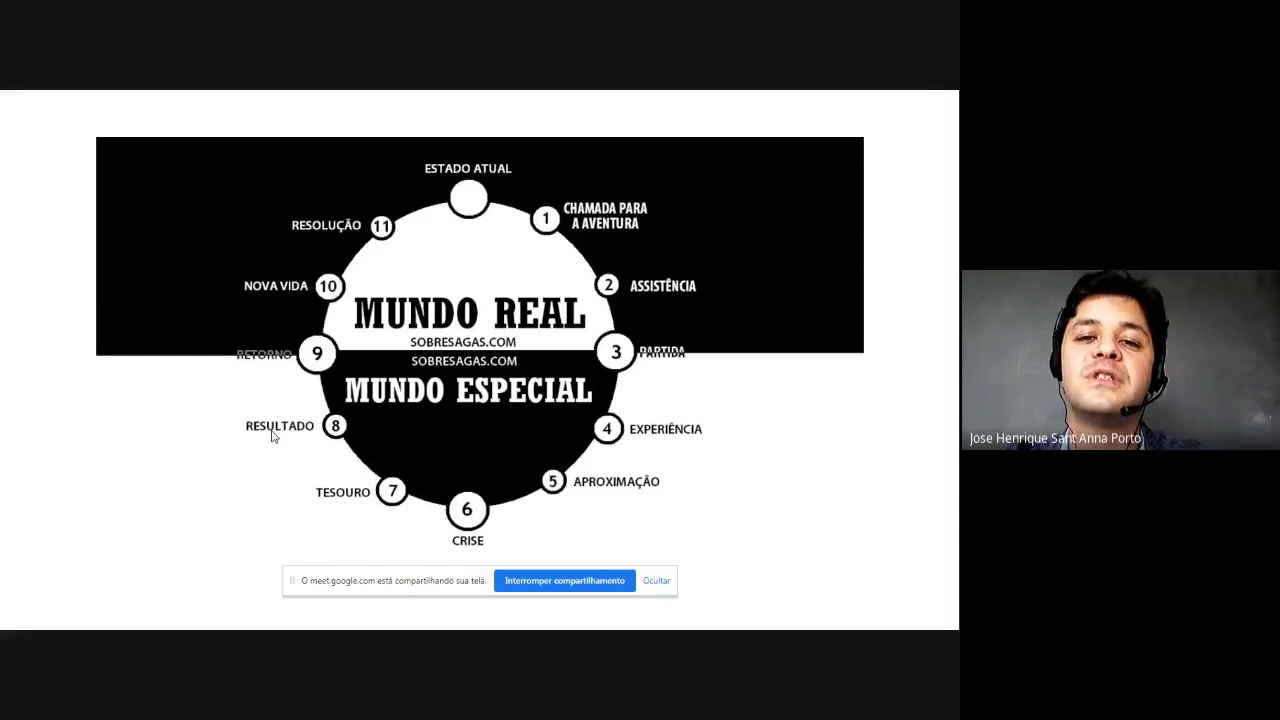 ESTADO ATUAL
1
CHAMADA PARA
A AVENTURA
RESOLUÇÃO
11
2
ASSISTÊNCIA
NOVA VIDA
10
MUNDO REAL
SOBRESAGAS.COM
RETORNO
9
3
PARTIDA
SOBRESAGAS.COM
MUNDO ESPECIAL
RESULTADO
8
4
EXPERIÊNCIA
TESOURO
7
5
APROXIMAÇÃO
6
CRISE
O meet.google.com está compartilhando sua tela.
Interromper compartilhamento
Ocultar
Jose Henrique Sant Anna Porto